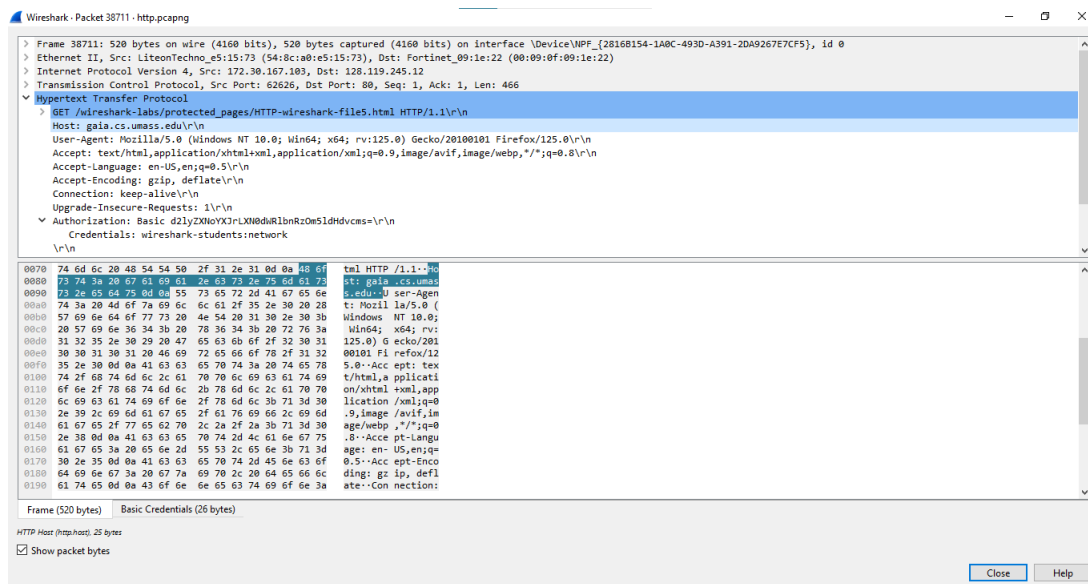 Wireshark · Packet 38711 · http.pcapng
Frame 38711: 520 bytes on wire (4160 bits), 520 bytes captured (4160 bits) on interface \Device\NPF_{2816B154-1A0C-493D-A391-2DA9267E7CF5}, id 0
Ethernet II, Src: LiteonTechno_e5:15:73 (54:8c:a0:e5:15:73), Dst: Fortinet_09:1e:22 (00:09:0f:09:1e:22)
Internet Protocol Version 4, Src: 172.30.167.103, Dst: 128.119.245.12
Transmission Control Protocol, Src Port: 62626, Dst Port: 80, Seq: 1, Ack: 1, Len: 466
Hypertext Transfer Protocol
GET /wireshark-labs/protected_pages/HTTP-wireshark-file5.html HTTP/1.1\r\n
Host: gaia.cs.umass.edu\r\n
User-Agent: Mozilla/5.0 (Windows NT 10.0; Win64; x64; rv:125.0) Gecko/20100101 Firefox/125.0\r\n
Accept: text/html,application/xhtml+xml,application/xml;q=0.9,image/avif,image/webp,*/*;q=0.8\r\n
Accept-Language: en-US,en;q=0.5\r\n
Accept-Encoding: gzip, deflate\r\n
Connection: keep-alive\r\n
Upgrade-Insecure-Requests: 1\r\n
Authorization: Basic d2lyZXNoYXJrLXN0dWRlbnRzOm5ldHdvcms=\r\n
Credentials: wireshark-students:network
\r\n
0070 74 6d 6c 20 48 54 54 50 2f 31 2e 31 0d 0a 48 6f tml HTTP /1.1··Ho
0080 73 74 3a 20 67 61 69 61 2e 63 73 2e 75 6d 61 73 st: gaia .cs.umas
0090 73 2e 65 64 75 0d 0a 55 73 65 72 2d 41 67 65 6e s.edu··U ser-Agen
00a0 74 3a 20 4d 6f 7a 69 6c 6c 61 2f 35 2e 30 20 28 t: Mozil la/5.0 (
00b0 57 69 6e 64 6f 77 73 20 4e 54 20 31 30 2e 30 3b Windows NT 10.0;
00c0 20 57 69 6e 36 34 3b 20 78 36 34 3b 20 72 76 3a Win64; x64; rv:
00d0 31 32 35 2e 30 29 20 47 65 63 6b 6f 2f 32 30 31 125.0) G ecko/201
00e0 30 30 31 30 31 20 46 69 72 65 66 6f 78 2f 31 32 00101 Fi refox/12
00f0 35 2e 30 0d 0a 41 63 63 65 70 74 3a 20 74 65 78 5.0··Acc ept: tex
0100 74 2f 68 74 6d 6c 2c 61 70 70 6c 69 63 61 74 69 t/html,a pplicati
0110 6f 6e 2f 78 68 74 6d 6c 2b 78 6d 6c 2c 61 70 70 on/xhtml +xml,app
0120 6c 69 63 61 74 69 6f 6e 2f 78 6d 6c 3b 71 3d 30 lication /xml;q=0
0130 2e 39 2c 69 6d 61 67 65 2f 61 76 69 66 2c 69 6d .9,image /avif,im
0140 61 67 65 2f 77 65 62 70 2c 2a 2f 2a 3b 71 3d 30 age/webp ,*/*;q=0
0150 2e 38 0d 0a 41 63 63 65 70 74 2d 4c 61 6e 67 75 .8··Acce pt-Langu
0160 61 67 65 3a 20 65 6e 2d 55 53 2c 65 6e 3b 71 3d age: en- US,en;q=
0170 30 2e 35 0d 0a 41 63 63 65 70 74 2d 45 6e 63 6f 0.5··Acc ept-Enco
0180 64 69 6e 67 3a 20 67 7a 69 70 2c 20 64 65 66 6c ding: gz ip, defl
0190 61 74 65 0d 0a 43 6f 6e 6e 65 63 74 69 6f 6e 3a ate··Con nection:
Frame (520 bytes) Basic Credentials (26 bytes)
HTTP Host (http.host), 25 bytes
Show packet bytes
Close Help